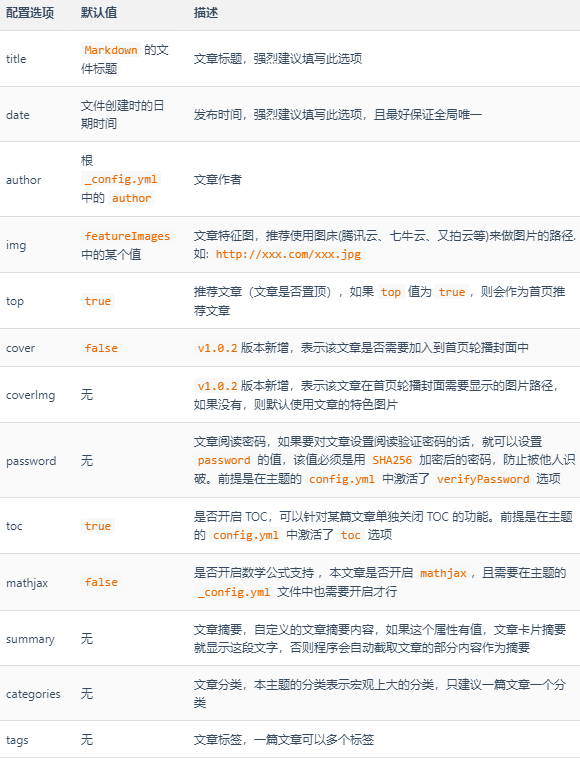 配置选项 默认值 描述
title Markdown 的文件标题 文章标题，强烈建议填写此选项
date 文件创建时的日期时间 发布时间，强烈建议填写此选项，且最好保证全局唯一
author 根 _config.yml 中的 author 文章作者
img featureImages 中的某个值 文章特征图，推荐使用图床(腾讯云、七牛云、又拍云等)来做图片的路径.如: http://xxx.com/xxx.jpg
top true 推荐文章（文章是否置顶），如果 top 值为 true，则会作为首页推荐文章
cover false v1.0.2版本新增，表示该文章是否需要加入到首页轮播封面中
coverImg 无 v1.0.2版本新增，表示该文章在首页轮播封面需要显示的图片路径，如果没有，则默认使用文章的特色图片
password 无 文章阅读密码，如果要对文章设置阅读验证密码的话，就可以设置 password 的值，该值必须是用 SHA256 加密后的密码，防止被他人识破。前提是在主题的 config.yml 中激活了 verifyPassword 选项
toc true 是否开启 TOC，可以针对某篇文章单独关闭 TOC 的功能。前提是在主题的 config.yml 中激活了 toc 选项
mathjax false 是否开启数学公式支持 ，本文章是否开启 mathjax，且需要在主题的 _config.yml 文件中也需要开启才行
summary 无 文章摘要，自定义的文章摘要内容，如果这个属性有值，文章卡片摘要就显示这段文字，否则程序会自动截取文章的部分内容作为摘要
categories 无 文章分类，本主题的分类表示宏观上大的分类，只建议一篇文章一个分类
tags 无 文章标签，一篇文章可以多个标签